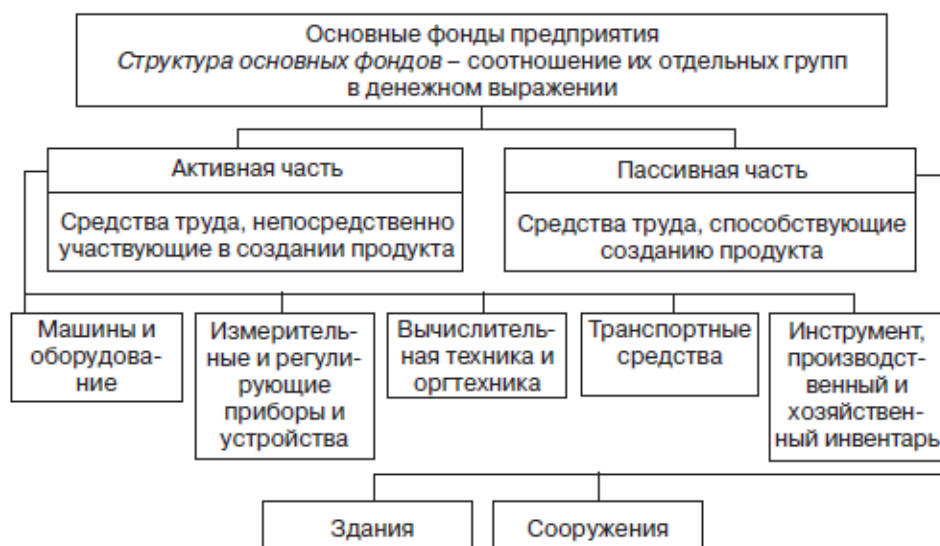 Основные фонды предприятия
Структура основных фондов – соотношение их отдельных групп
в денежном выражении
Активная часть
Средства труда, непосредственно
участвующие в создании продукта
Пассивная часть
Средства труда, способствующие
созданию продукта
Машины и
оборудова-
ние
Измеритель-
ные и регули-
рующие
приборы и
устройства
Вычислитель-
ная техника и
оргтехника
Транспортные
средства
Инструмент,
производст-
венный и
хозяйствен-
ный инвентарь
Здания
Сооружения